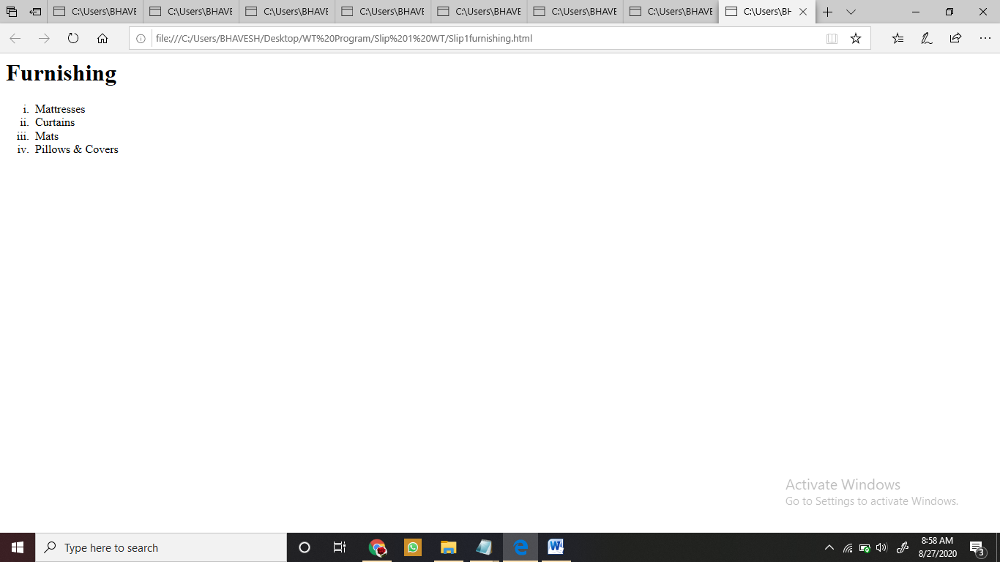 C:\Users\BHAVE
C:\Users\BHAVE
C:\Users\BHAVE
C:\Users\BHAVE
C:\Users\BHAVE
C:\Users\BHAVE
C:\Users\BHAVE
C:\Users\BH
file:///C:/Users/BHAVESH/Desktop/WT%20Program/Slip%201%20WT/Slip1furnishing.html
Furnishing
i. Mattresses
ii. Curtains
iii. Mats
iv. Pillows & Covers
Activate Windows
Go to Settings to activate Windows.
Type here to search
8:58 AM
8/27/2020
3